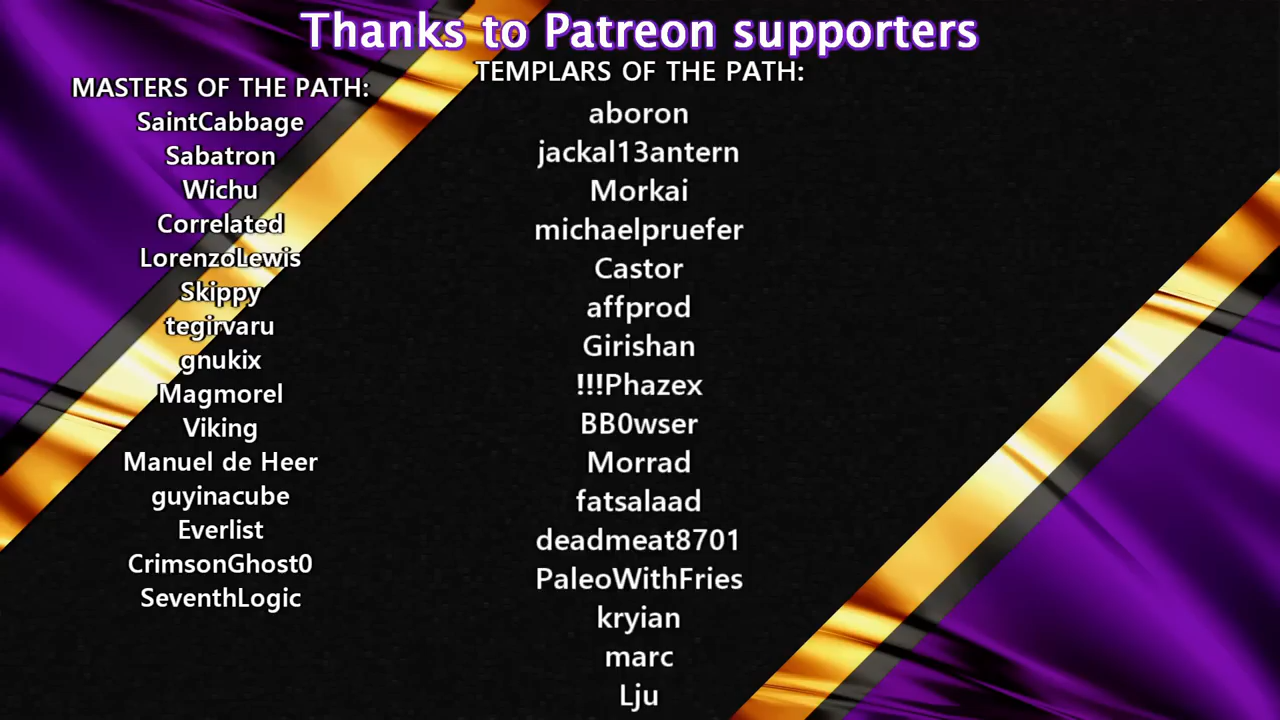 Thanks to Patreon supporters
MASTERS OF THE PATH:
SaintCabbage
Sabatron
Wichu
Correlated
LorenzoLewis
Skippy
tegirvaru
gnukix
Magmorel
Viking
Manuel de Heer
guyinacube
Everlist
CrimsonGhost0
SeventhLogic
TEMPLARS OF THE PATH:
aboron
jackal13antern
Morkai
michaelpruefer
Castor
affprod
Girishan
!!!Phazex
BB0wser
Morrad
fatsalaad
deadmeat8701
PaleoWithFries
kryian
marc
Lju